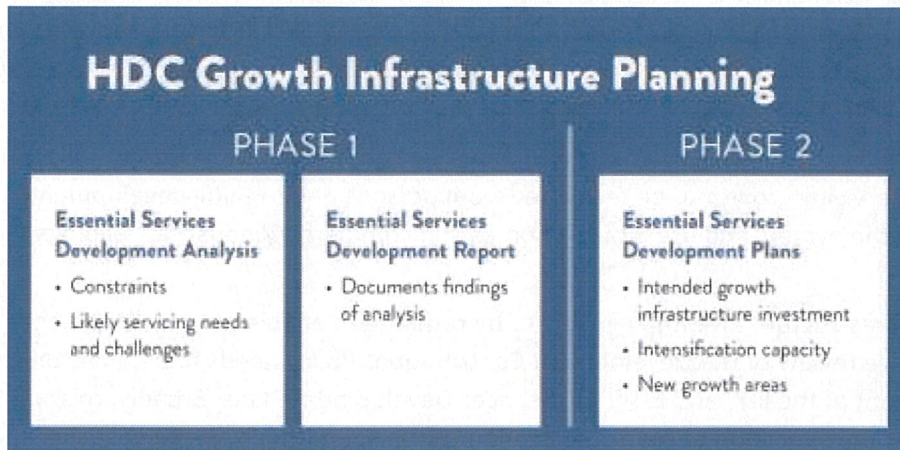 HDC Growth Infrastructure Planning
PHASE 1
Essential Services
Development Analysis
• Constraints
• Likely servicing needs
and challenges
Essential Services
Development Report
• Documents findings
of analysis
PHASE 2
Essential Services
Development Plans
• Intended growth
infrastructure investment
• Intensification capacity
• New growth areas